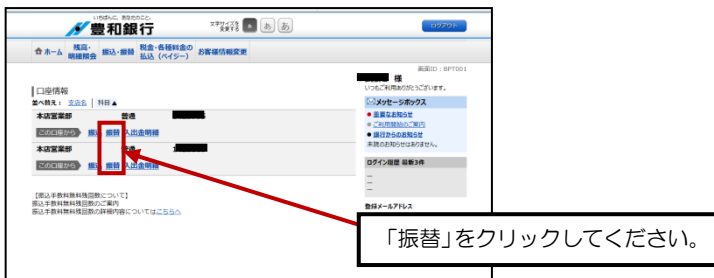 いちばんに、あなたのこと。
豊和銀行
文字サイズを
変更する
あ
あ
ログアウト
ホーム
残高・
明細照会
振込・振替
税金・各種料金の
払込（ペイジー）
お客様情報変更
画面ID：BPT001
様
いつもご利用ありがとうございます。
口座情報
並べ替え： 支店名 | 科目▲
本店営業部 普通
この口座から 振込 振替 入出金明細
本店営業部 普通
この口座から 振込 振替 入出金明細
【振込手数料無料残回数について】
振込手数料無料残回数のご案内
振込手数料無料残回数の詳細内容についてはこちらへ
メッセージボックス
重要なお知らせ
ご利用開始のご案内
銀行からのお知らせ
未読のお知らせはありません。
ログイン履歴 最新3件
―
―
―
登録メールアドレス
「振替」をクリックしてください。